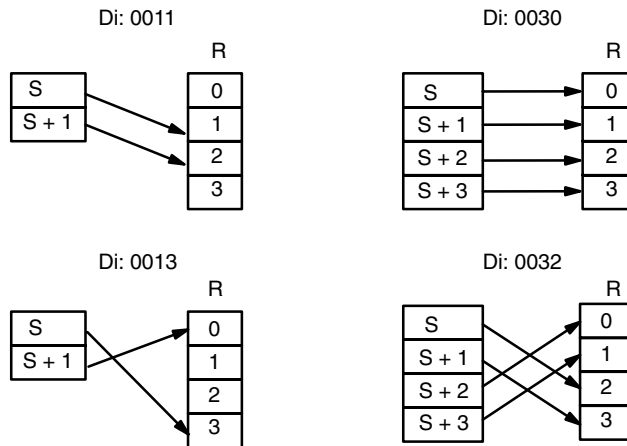 Di: 0011
R
S
S + 1
0
1
2
3
Di: 0030
R
S
S + 1
S + 2
S + 3
0
1
2
3
Di: 0013
R
S
S + 1
0
1
2
3
Di: 0032
R
S
S + 1
S + 2
S + 3
0
1
2
3